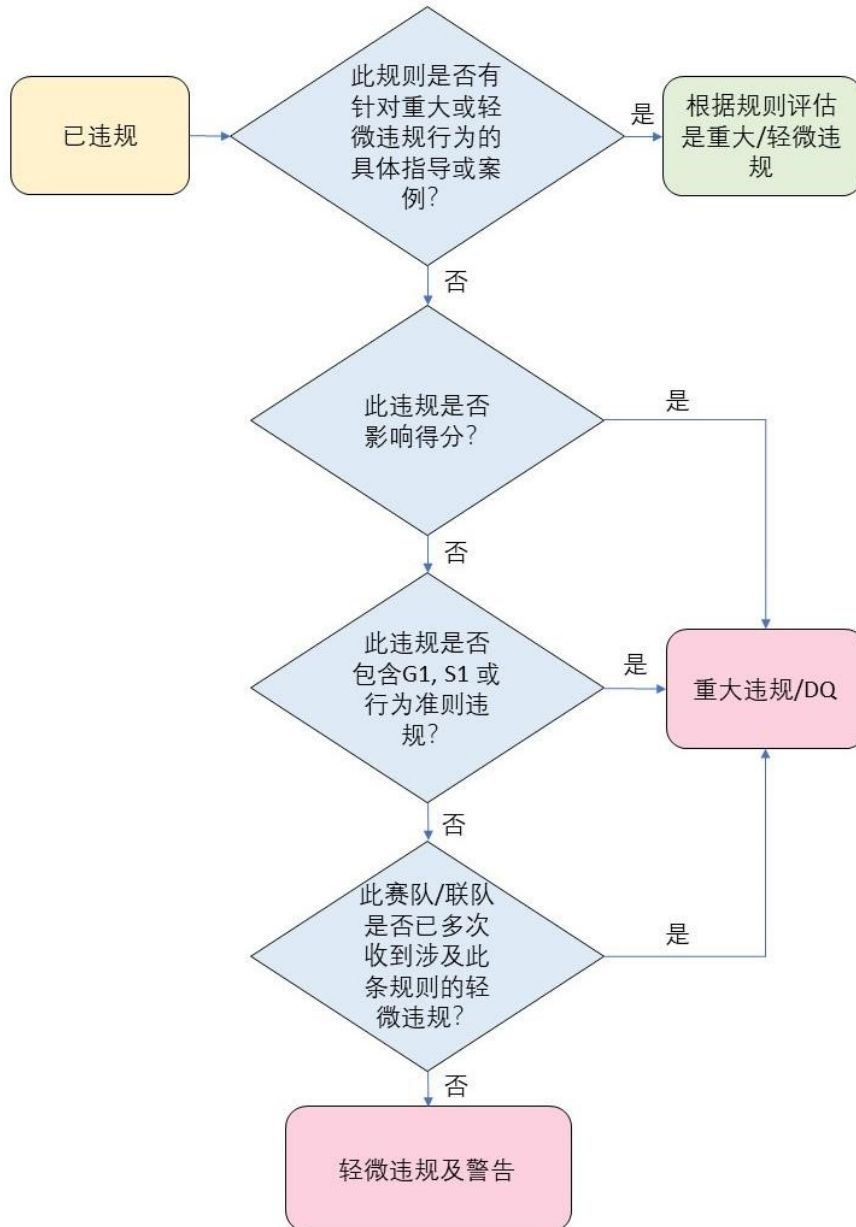 已违规
此规则是否有
针对重大或轻
微违规行为的
具体指导或案
例?
是
根据规则评估
是重大/轻微违
规
否
此违规是否
影响得分?
是
否
此违规是否
包含G1, S1 或
行为准则违
规?
是
重大违规/DQ
否
此赛队/联队
是否已多次
收到涉及此
条规则的轻
微违规?
是
否
轻微违规及警告